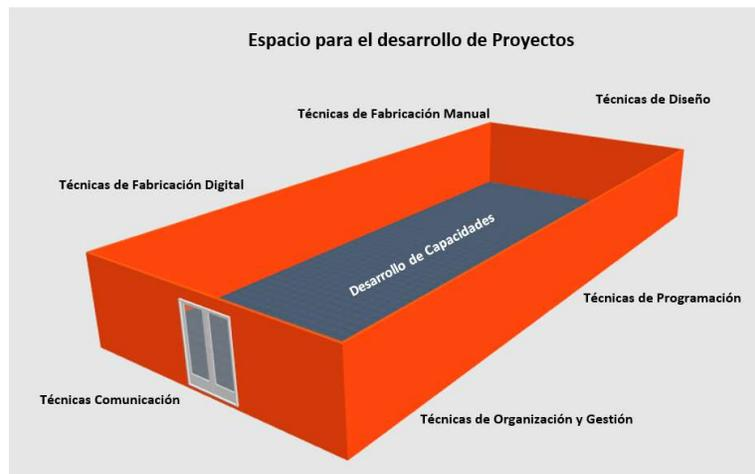 Espacio para el desarrollo de Proyectos
Técnicas de Diseño
Técnicas de Fabricación Manual
Técnicas de Fabricación Digital
Desarrollo de Capacidades
Técnicas de Programación
Técnicas Comunicación
Técnicas de Organización y Gestión